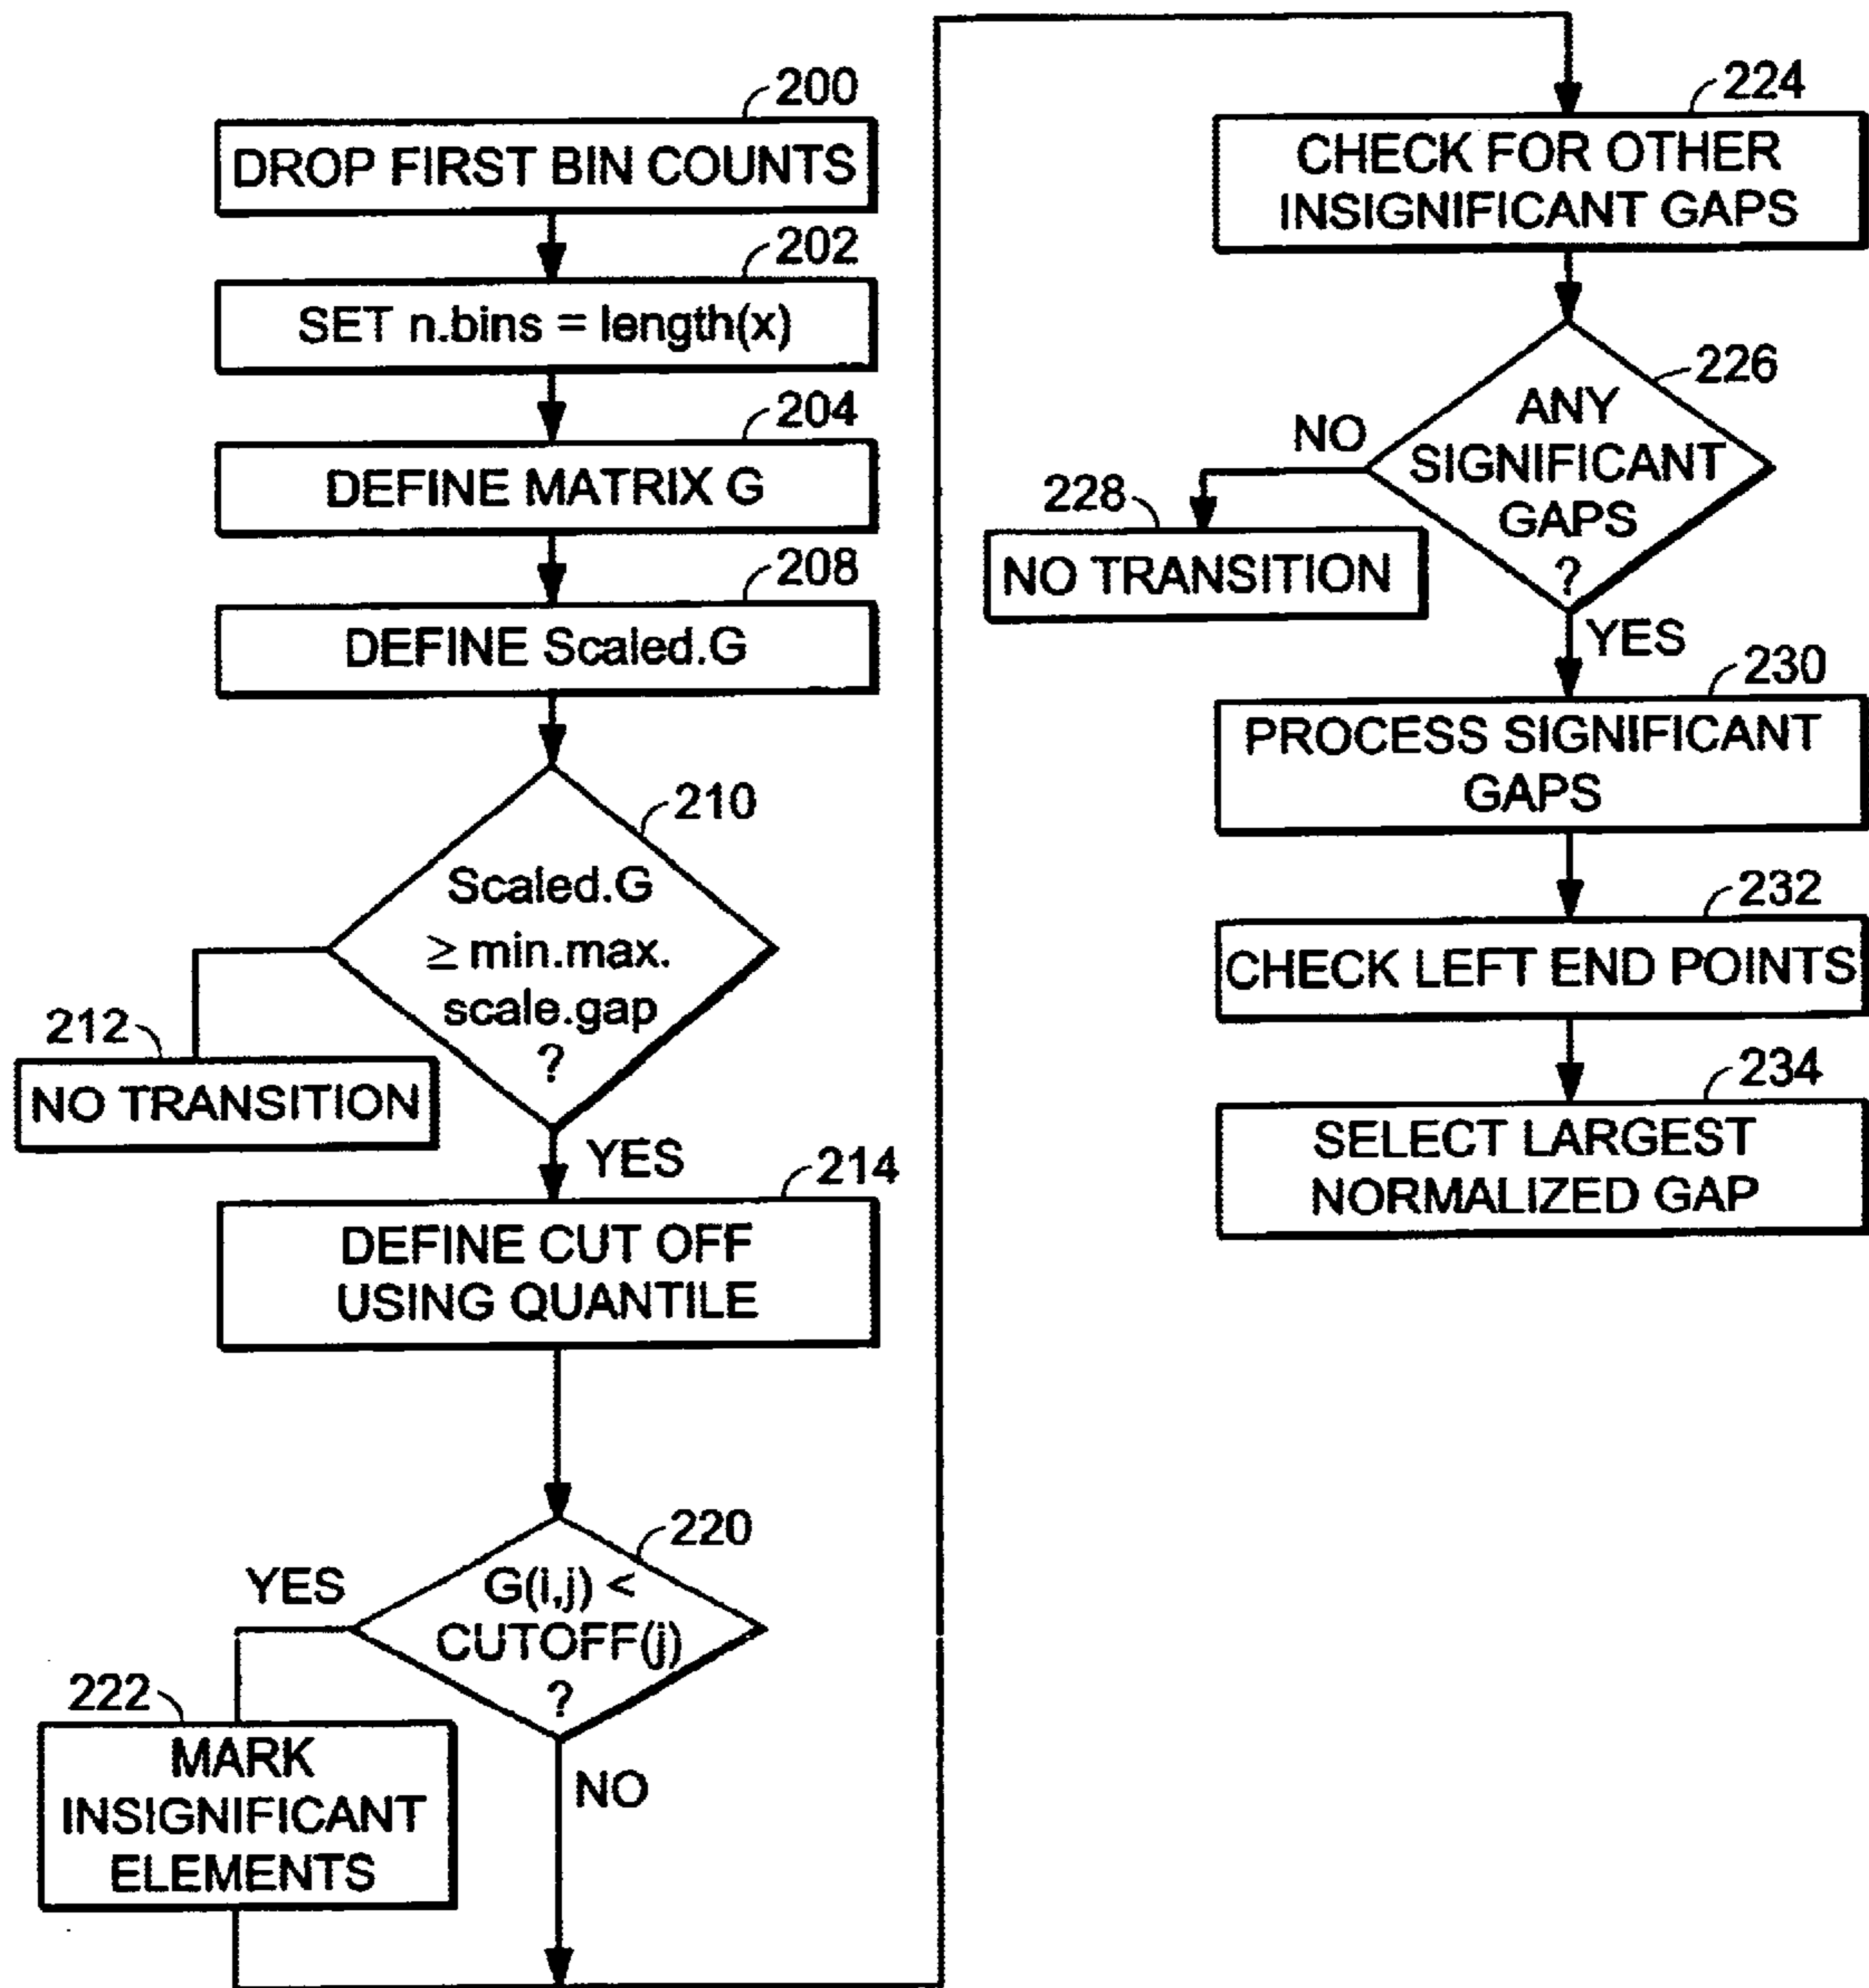 200
DROP FIRST BIN COUNTS
202
SET n.bins = length(x)
204
DEFINE MATRIX G
208
DEFINE Scaled.G
210
Scaled.G
≥ min.max.
scale.gap
?
212
NO TRANSITION
YES
214
DEFINE CUT OFF
USING QUANTILE
220
YES
G(i,j) <
CUTOFF(j)
?
222
MARK
INSIGNIFICANT
ELEMENTS
NO
224
CHECK FOR OTHER
INSIGNIFICANT GAPS
226
NO
ANY
SIGNIFICANT
GAPS
?
228
NO TRANSITION
YES
230
PROCESS SIGNIFICANT
GAPS
232
CHECK LEFT END POINTS
234
SELECT LARGEST
NORMALIZED GAP